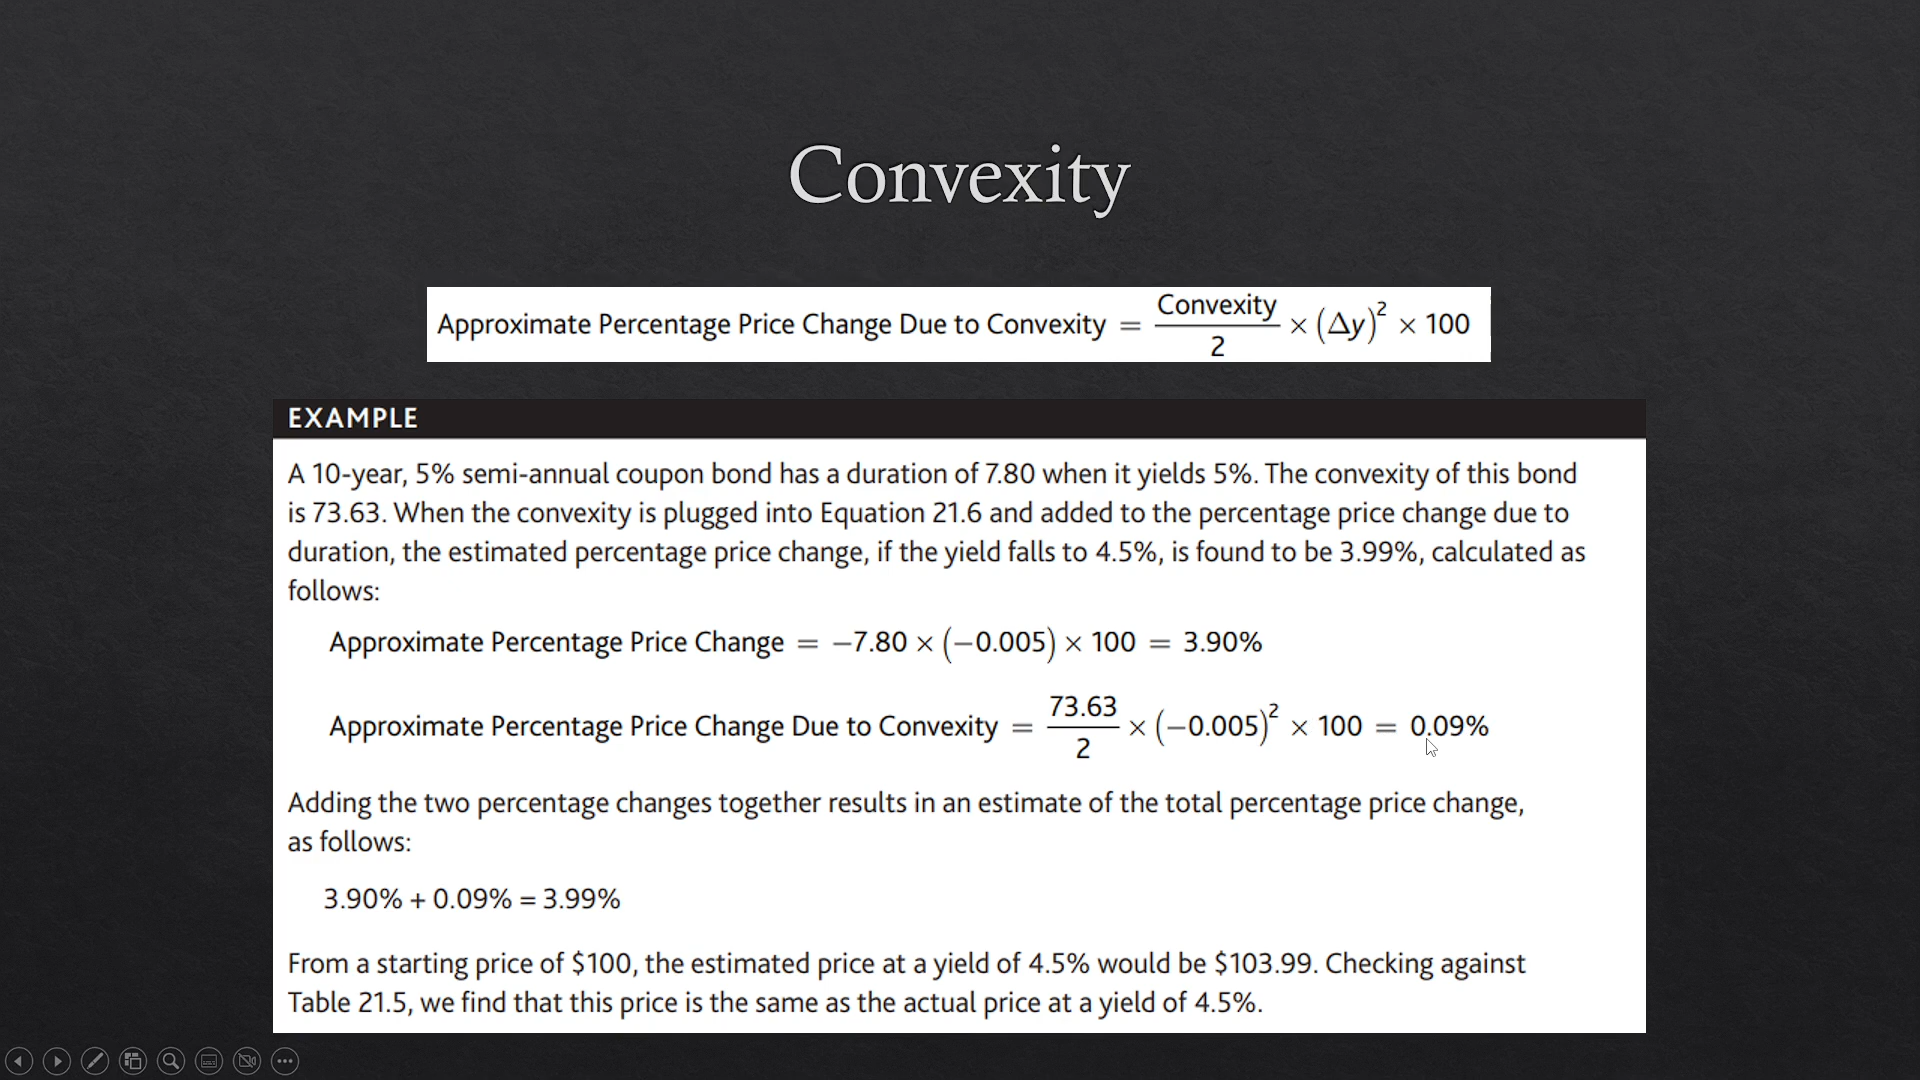 Convexity
Approximate Percentage Price Change Due to Convexity = Convexity/2 × (Δy)² × 100
EXAMPLE
A 10-year, 5% semi-annual coupon bond has a duration of 7.80 when it yields 5%. The convexity of this bond
is 73.63. When the convexity is plugged into Equation 21.6 and added to the percentage price change due to
duration, the estimated percentage price change, if the yield falls to 4.5%, is found to be 3.99%, calculated as
follows:
Approximate Percentage Price Change = −7.80 × (−0.005) × 100 = 3.90%
Approximate Percentage Price Change Due to Convexity = 73.63/2 × (−0.005)² × 100 = 0.09%
Adding the two percentage changes together results in an estimate of the total percentage price change,
as follows:
3.90% + 0.09% = 3.99%
From a starting price of $100, the estimated price at a yield of 4.5% would be $103.99. Checking against
Table 21.5, we find that this price is the same as the actual price at a yield of 4.5%.